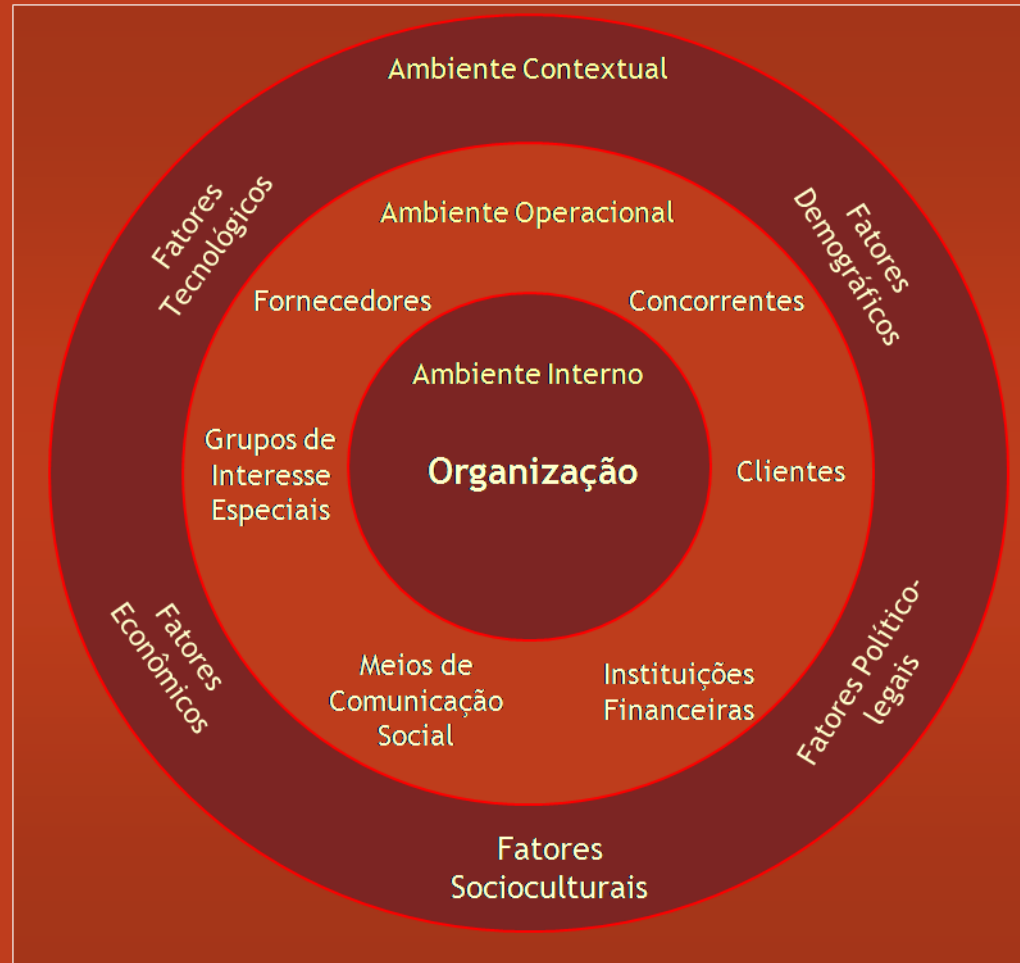 Ambiente Contextual
Fatores
Tecnológicos
Fatores
Demográficos
Ambiente Operacional
Fornecedores
Concorrentes
Ambiente Interno
Grupos de
Interesse
Especiais
Organização
Clientes
Fatores
Econômicos
Meios de
Comunicação
Social
Instituições
Financeiras
Fatores Político-
legais
Fatores
Socioculturais